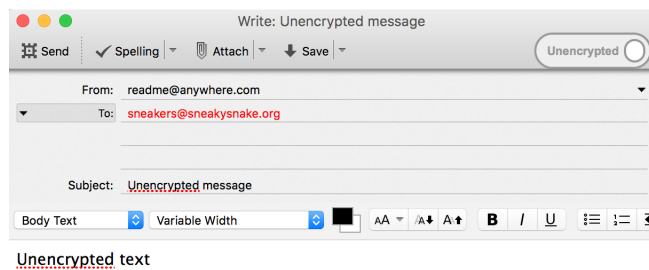 Write: Unencrypted message
Send Spelling Attach Save Unencrypted
From: readme@anywhere.com
To: sneakers@sneakysnake.org
Subject: Unencrypted message
Body Text Variable Width AA A A B I U
Unencrypted text